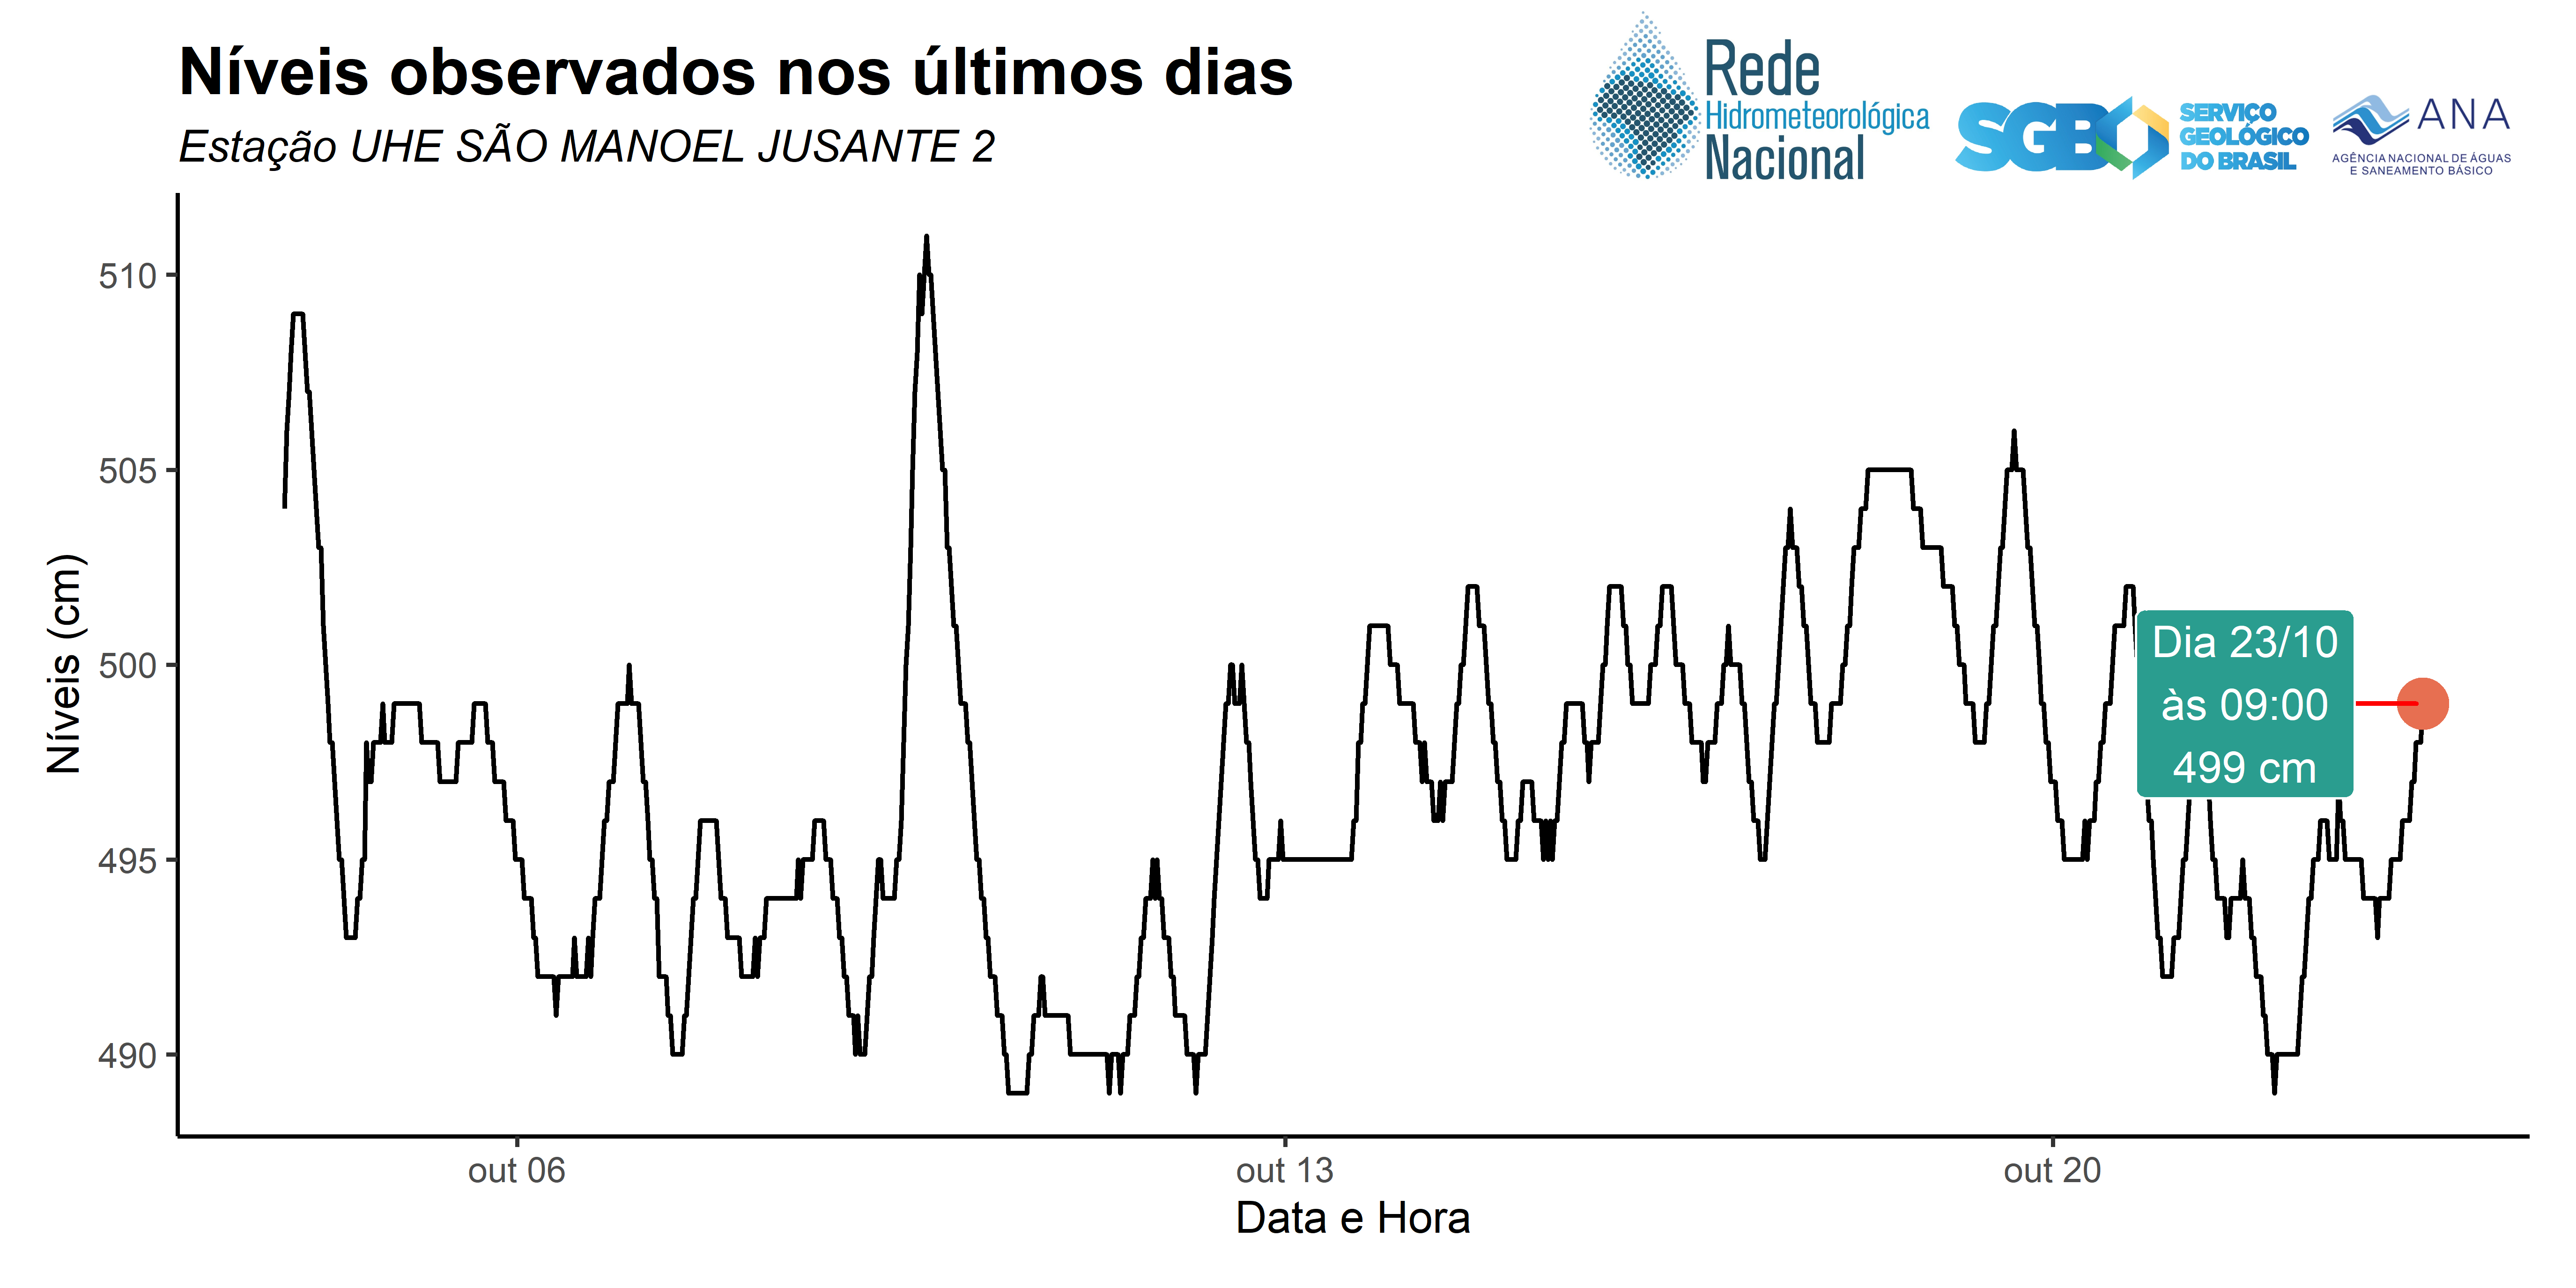 Níveis observados nos últimos dias
Estação UHE SÃO MANOEL JUSANTE 2
Rede
Hidrometeorológica
Nacional
SGB
SERVIÇO
GEOLÓGICO
DO BRASIL
ANA
AGÊNCIA NACIONAL DE ÁGUAS
E SANEAMENTO BÁSICO
Níveis (cm)
510
505
500
495
490
Dia 23/10
às 09:00
499 cm
out 06
out 13
out 20
Data e Hora